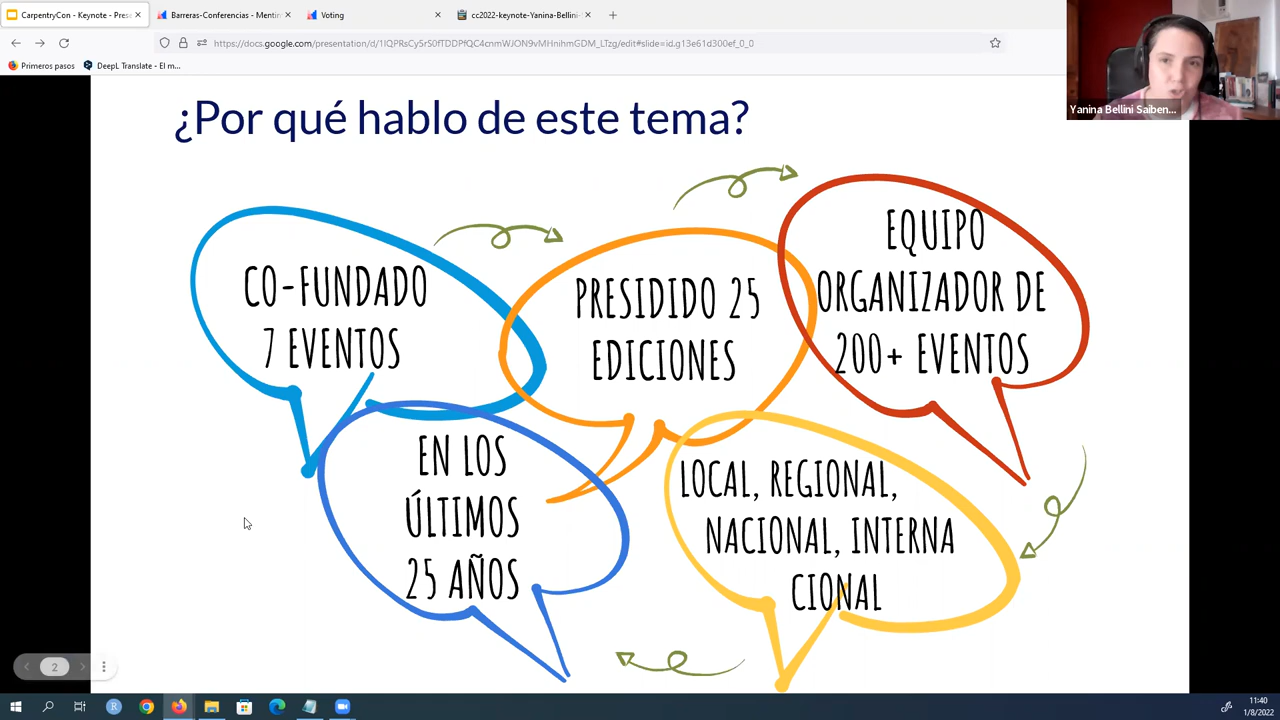 CarpentryCon - Keynote - Prese
Barreras-Conferencias - Mentim
Voting
cc2022-keynote-Yanina-Bellini-S
https://docs.google.com/presentation/d/1IQPRsCy5rS0fTDDPfQC4cnmWJON9vMHnihmGDM_LTzg/edit#slide=id.g13e61d300ef_0_0
Primeros pasos
DeepL Translate - El m...
Yanina Bellini Saiben...
¿Por qué hablo de este tema?
CO-FUNDADO
7 EVENTOS
PRESIDIDO 25
EDICIONES
EQUIPO
ORGANIZADOR DE
200+ EVENTOS
LOCAL, REGIONAL,
NACIONAL, INTERNA
CIONAL
EN LOS
ÚLTIMOS
25 AÑOS
2
11:40
1/8/2022